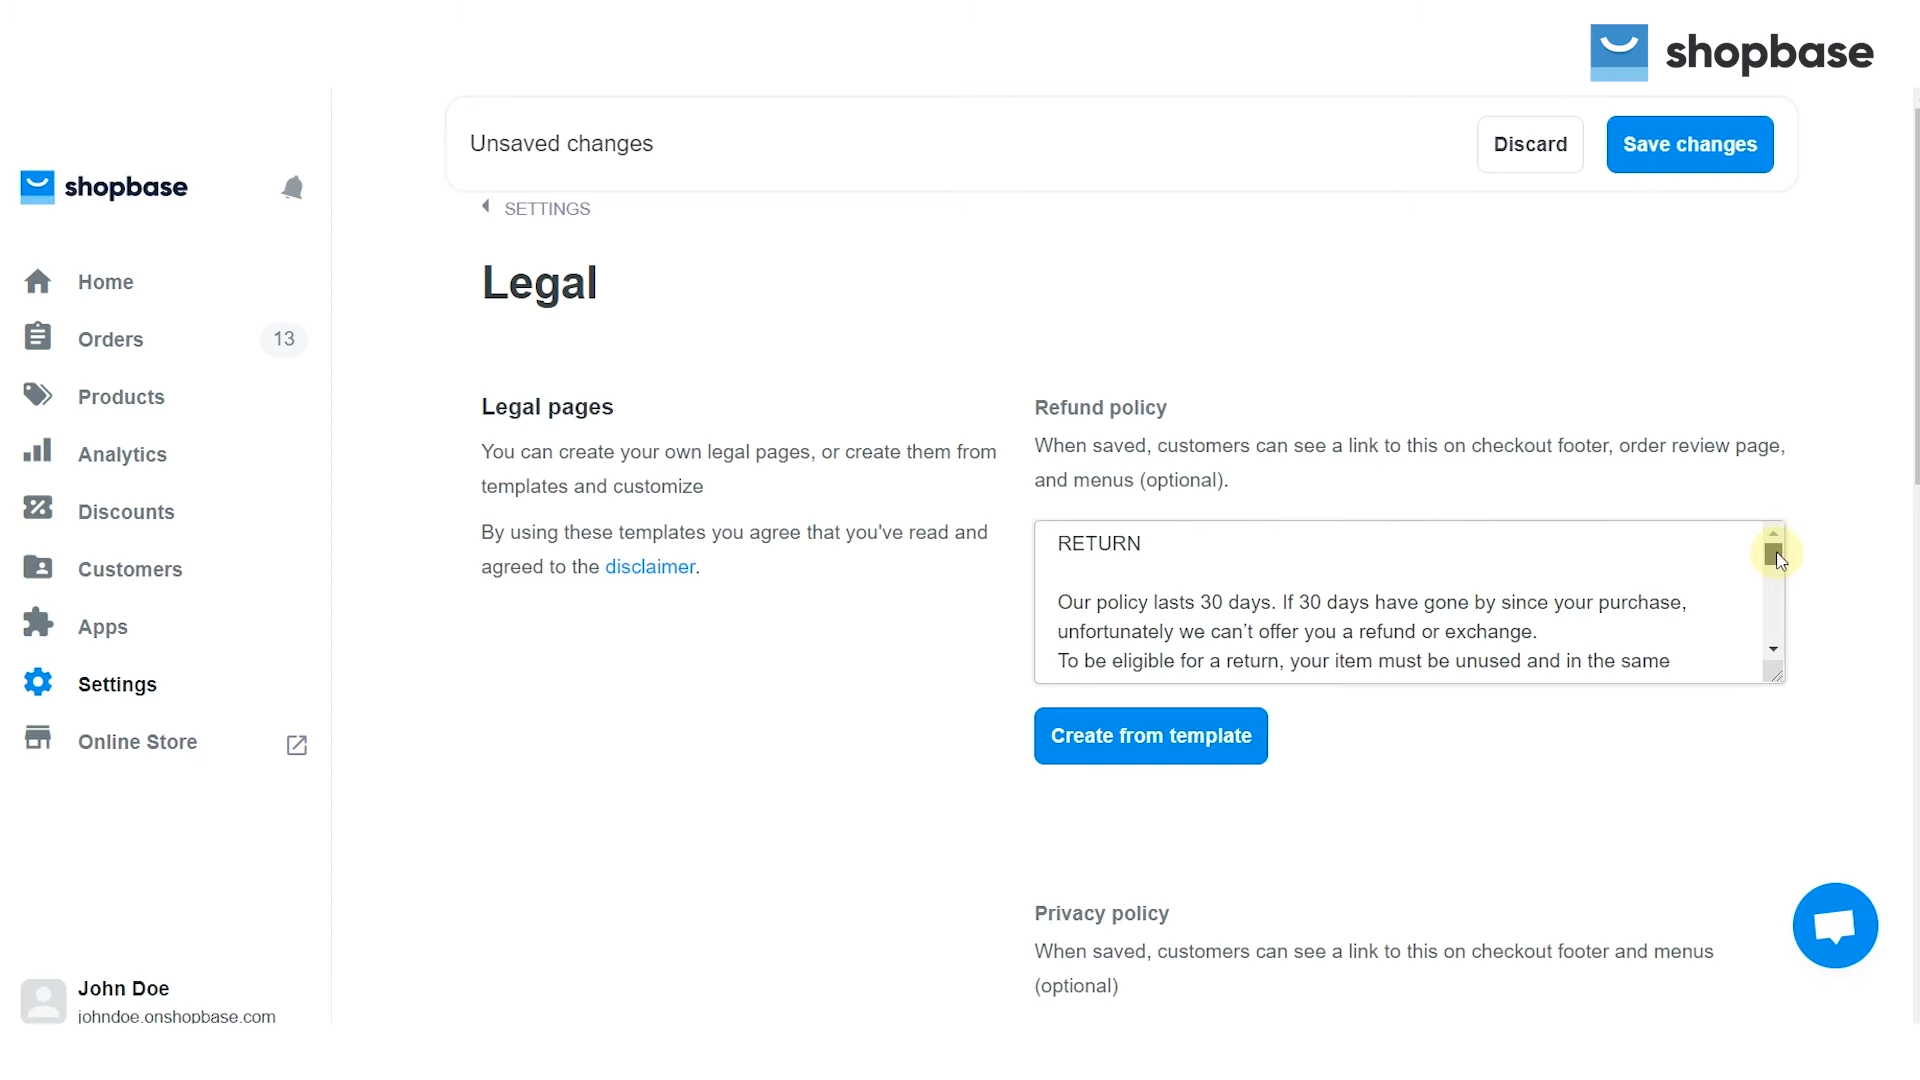 shopbase
Unsaved changes
Discard
Save changes
shopbase
SETTINGS
Legal
Home
Orders
13
Products
Analytics
Discounts
Customers
Apps
Settings
Online Store
Legal pages
You can create your own legal pages, or create them from
templates and customize
By using these templates you agree that you've read and
agreed to the disclaimer.
Refund policy
When saved, customers can see a link to this on checkout footer, order review page,
and menus (optional).
RETURN
Our policy lasts 30 days. If 30 days have gone by since your purchase,
unfortunately we can’t offer you a refund or exchange.
To be eligible for a return, your item must be unused and in the same
Create from template
Privacy policy
When saved, customers can see a link to this on checkout footer and menus
(optional)
John Doe
johndoe.onshopbase.com